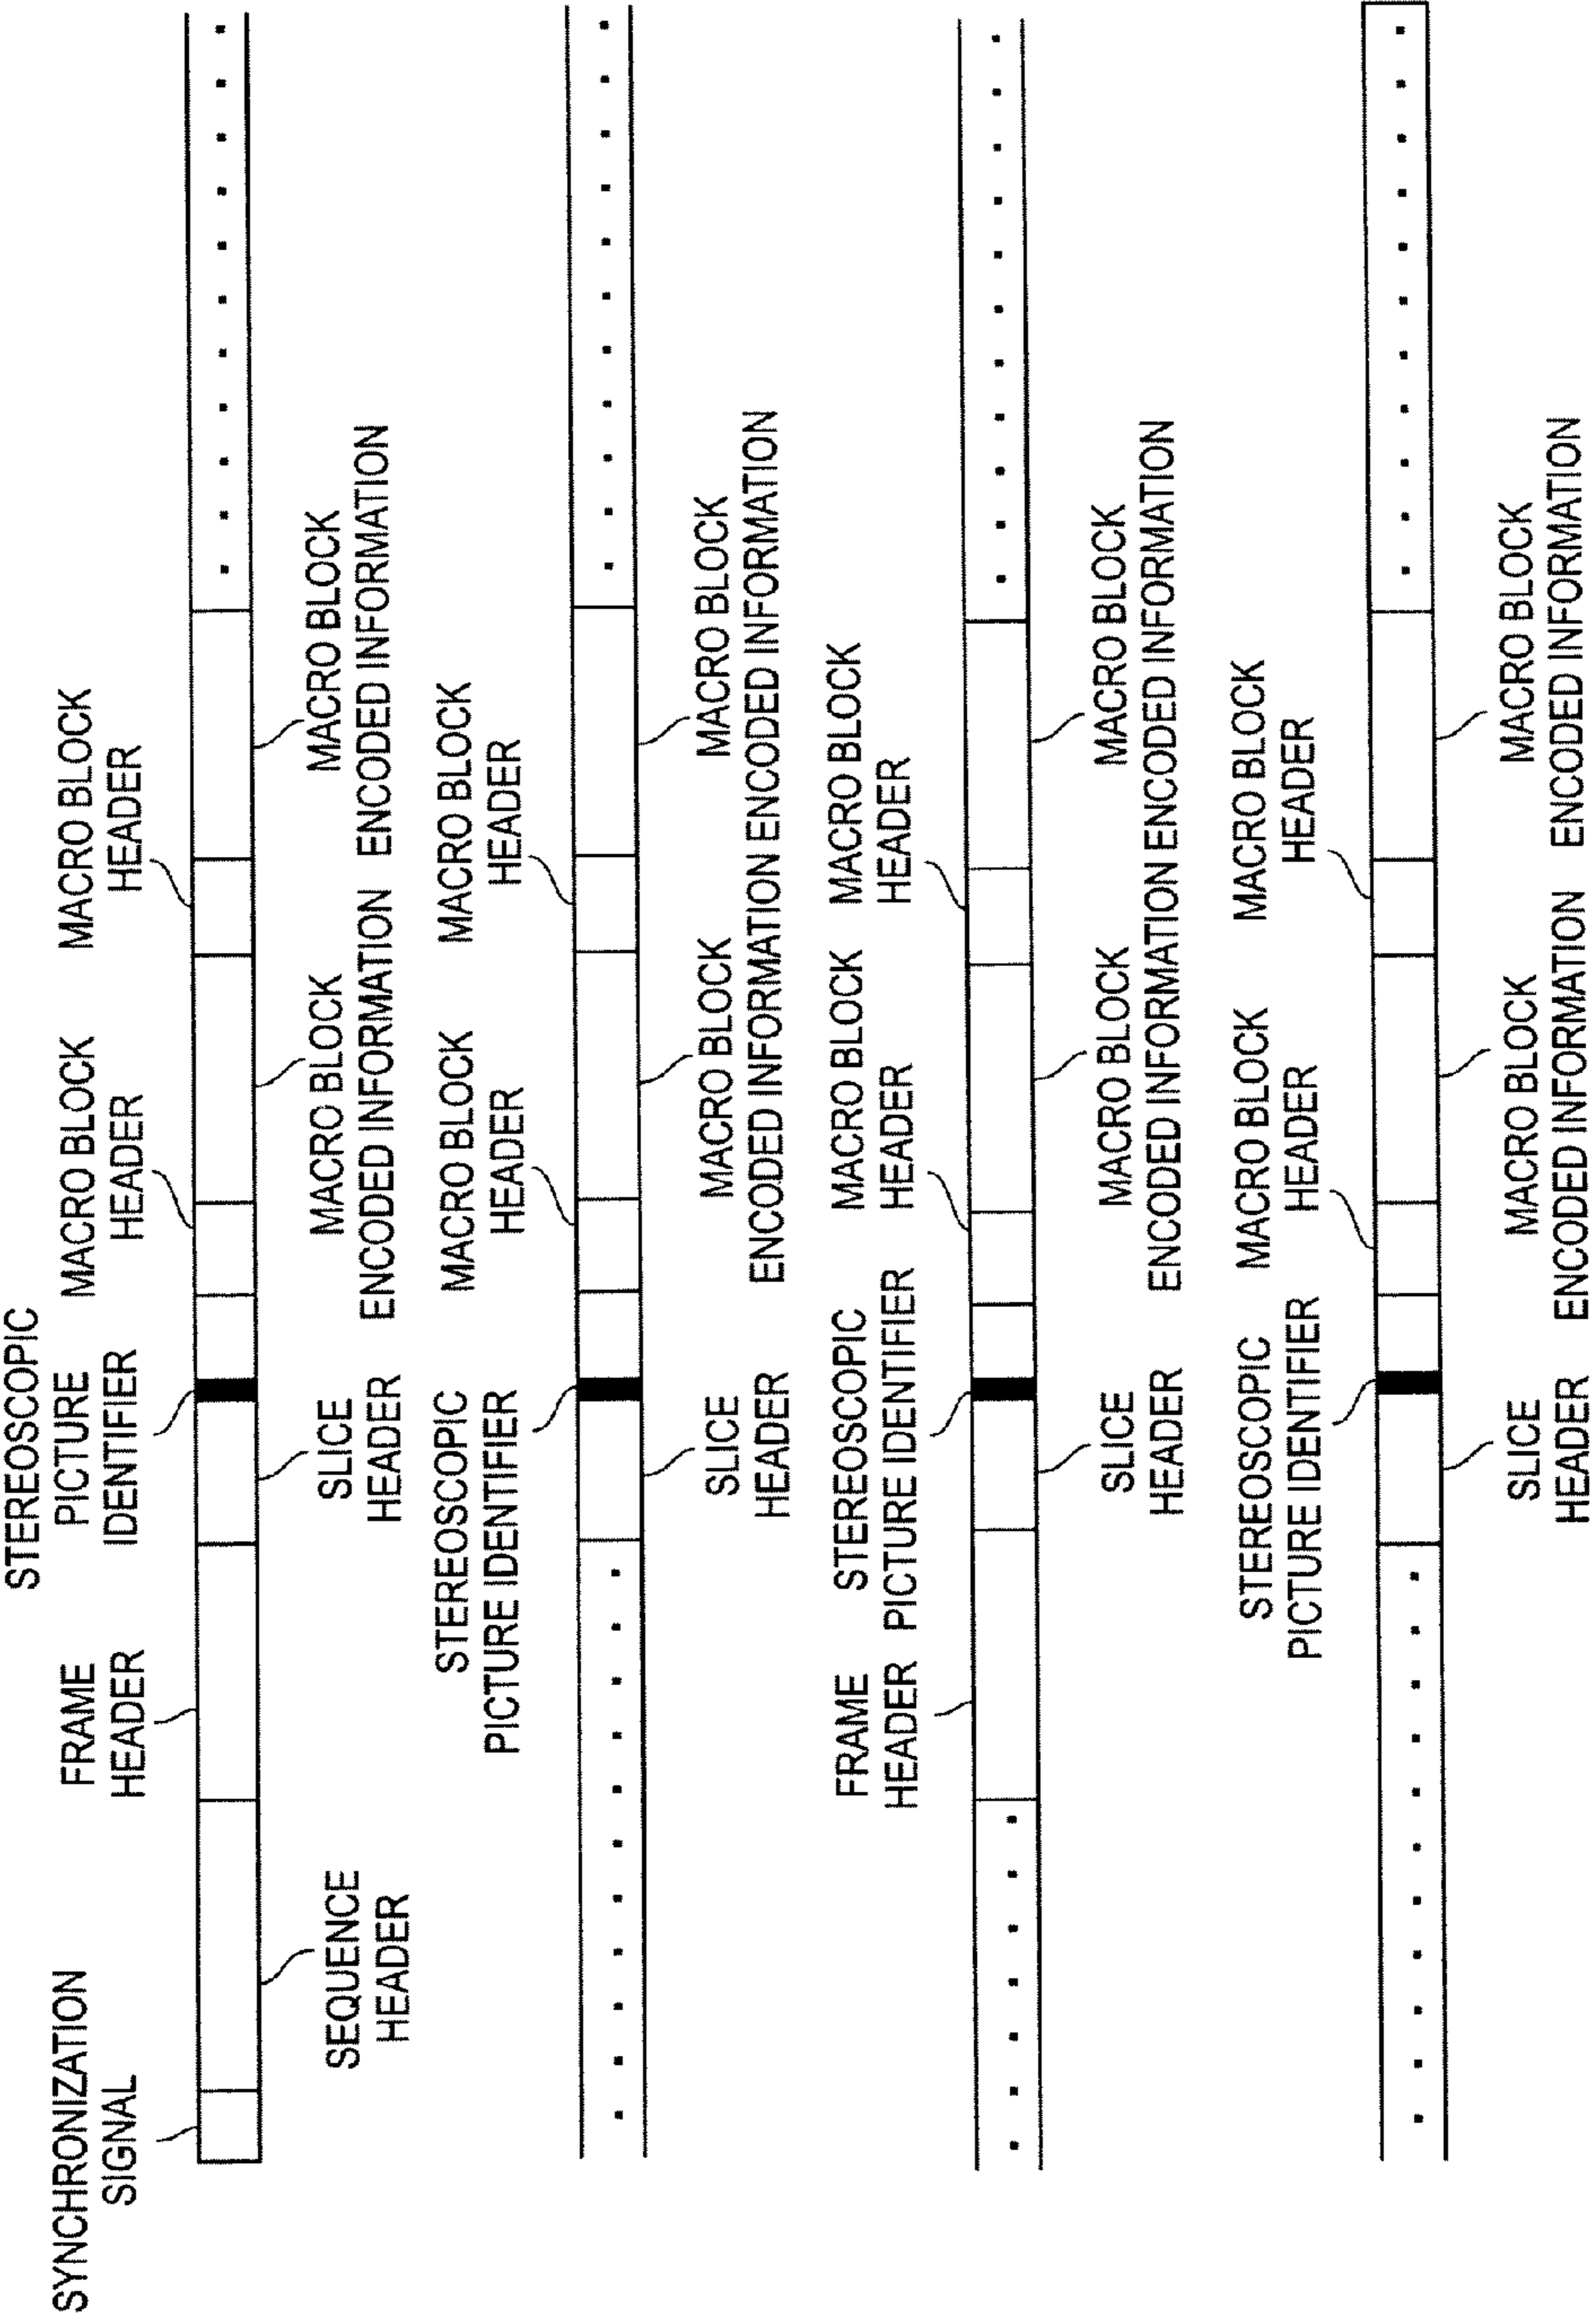 SYNCHRONIZATION
SIGNAL
FRAME
HEADER
STEREOSCOPIC
PICTURE
IDENTIFIER
MACRO BLOCK
HEADER
MACRO BLOCK
HEADER
SEQUENCE
HEADER
SLICE
HEADER
MACRO BLOCK
ENCODED INFORMATION
MACRO BLOCK
ENCODED INFORMATION
STEREOSCOPIC
PICTURE IDENTIFIER
MACRO BLOCK
HEADER
MACRO BLOCK
HEADER
SLICE
HEADER
MACRO BLOCK
ENCODED INFORMATION
MACRO BLOCK
ENCODED INFORMATION
FRAME
HEADER
STEREOSCOPIC
PICTURE IDENTIFIER
MACRO BLOCK
HEADER
MACRO BLOCK
HEADER
SLICE
HEADER
MACRO BLOCK
ENCODED INFORMATION
MACRO BLOCK
ENCODED INFORMATION
STEREOSCOPIC
PICTURE IDENTIFIER
MACRO BLOCK
HEADER
MACRO BLOCK
HEADER
SLICE
HEADER
MACRO BLOCK
ENCODED INFORMATION
MACRO BLOCK
ENCODED INFORMATION